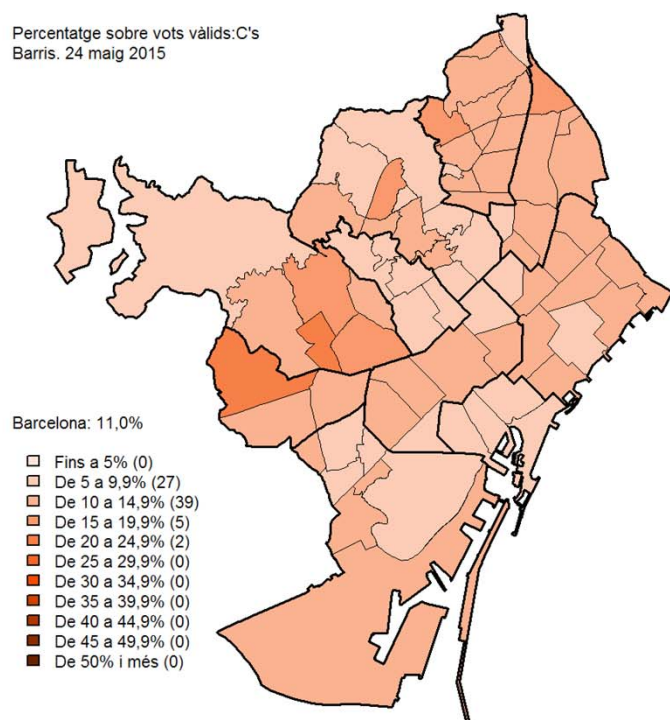 Percentatge sobre vots vàlids:C's
Barris. 24 maig 2015
Barcelona: 11,0%
Fins a 5% (0)
De 5 a 9,9% (27)
De 10 a 14,9% (39)
De 15 a 19,9% (5)
De 20 a 24,9% (2)
De 25 a 29,9% (0)
De 30 a 34,9% (0)
De 35 a 39,9% (0)
De 40 a 44,9% (0)
De 45 a 49,9% (0)
De 50% i més (0)